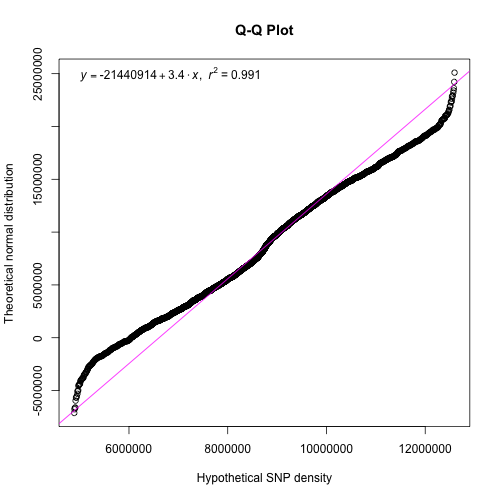 Q-Q Plot
y = -21440914 + 3.4 · x, r² = 0.991
Theoretical normal distribution
25000000
15000000
5000000
0
-5000000
6000000 8000000 10000000 12000000
Hypothetical SNP density